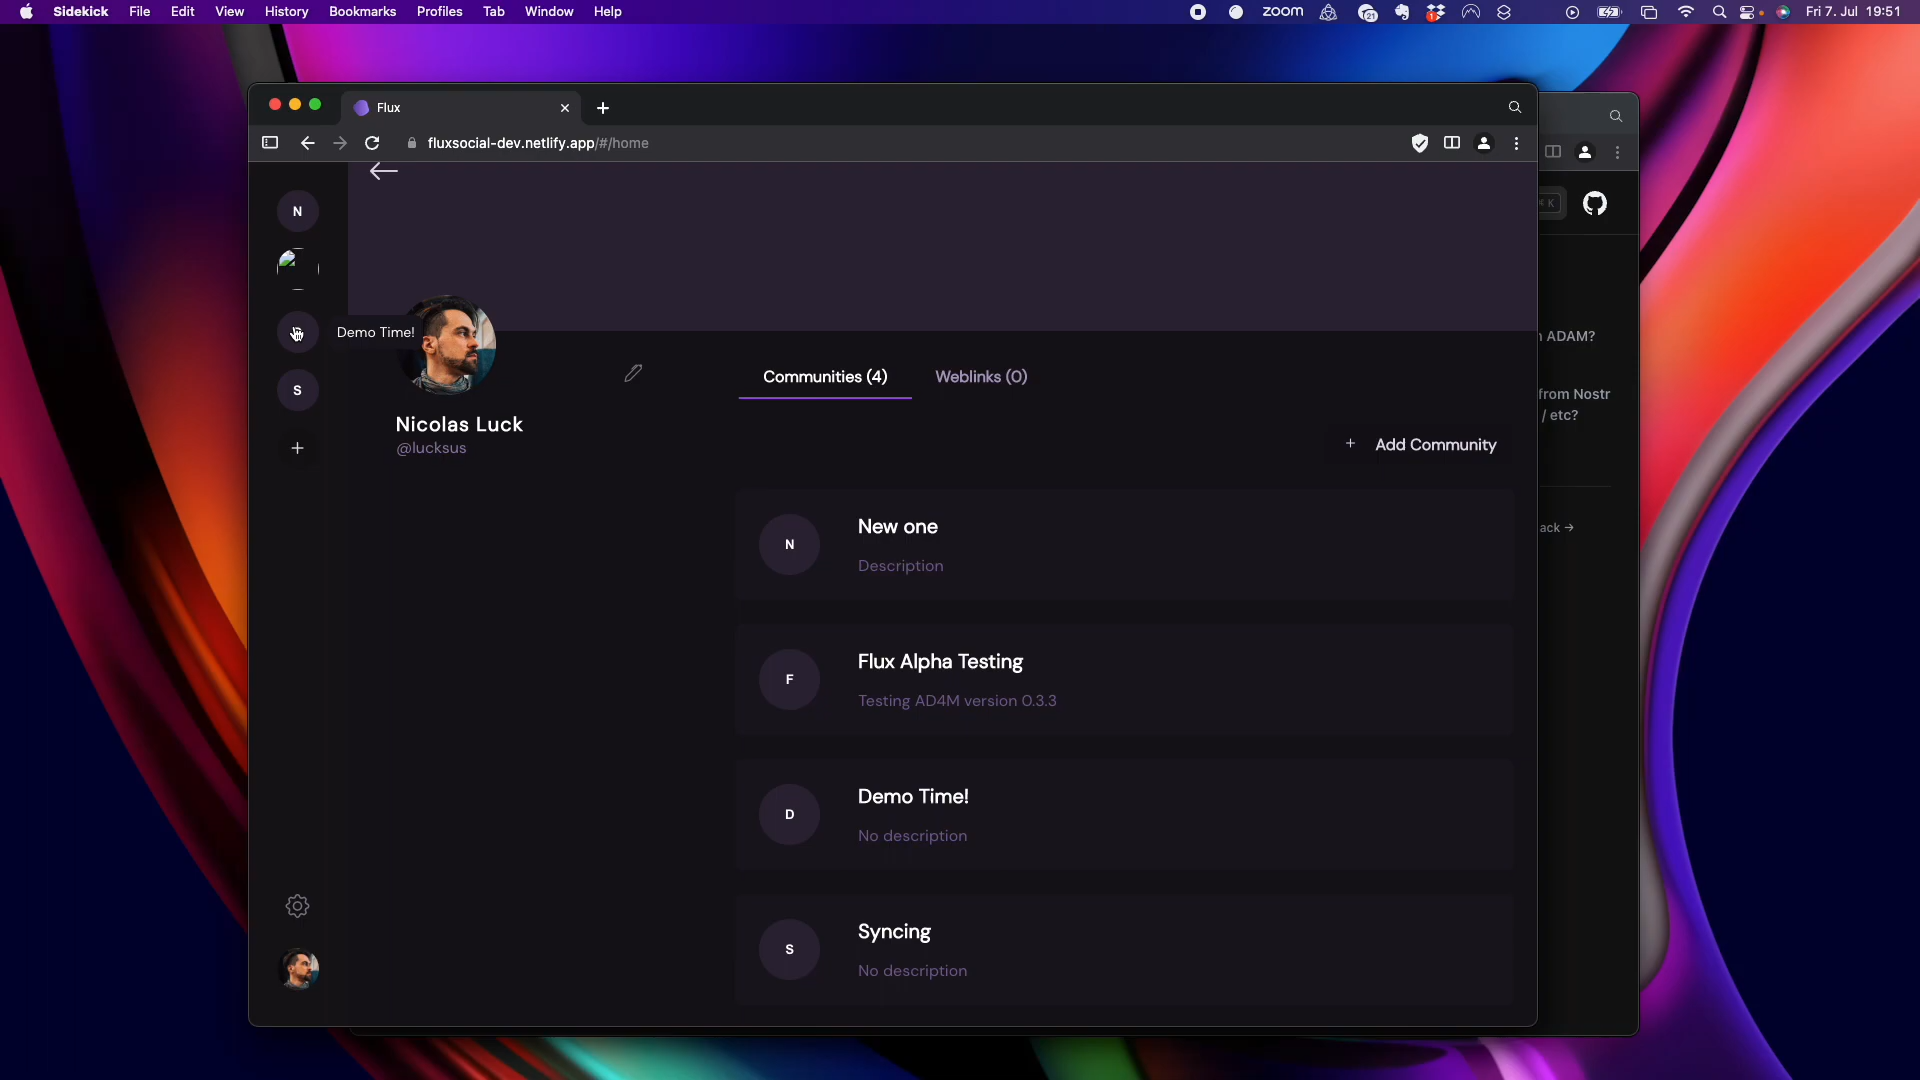 Sidekick File Edit View History Bookmarks Profiles Tab Window Help zoom 21 1 Fri 7. Jul 19:51
Flux
fluxsocial-dev.netlify.app/#/home
N
K
Demo Time!
S
ADAM?
from Nostr
/ etc?
Communities (4) Weblinks (0)
Nicolas Luck
@lucksus
+ Add Community
N
New one
Description
ack →
F
Flux Alpha Testing
Testing AD4M version 0.3.3
D
Demo Time!
No description
S
Syncing
No description